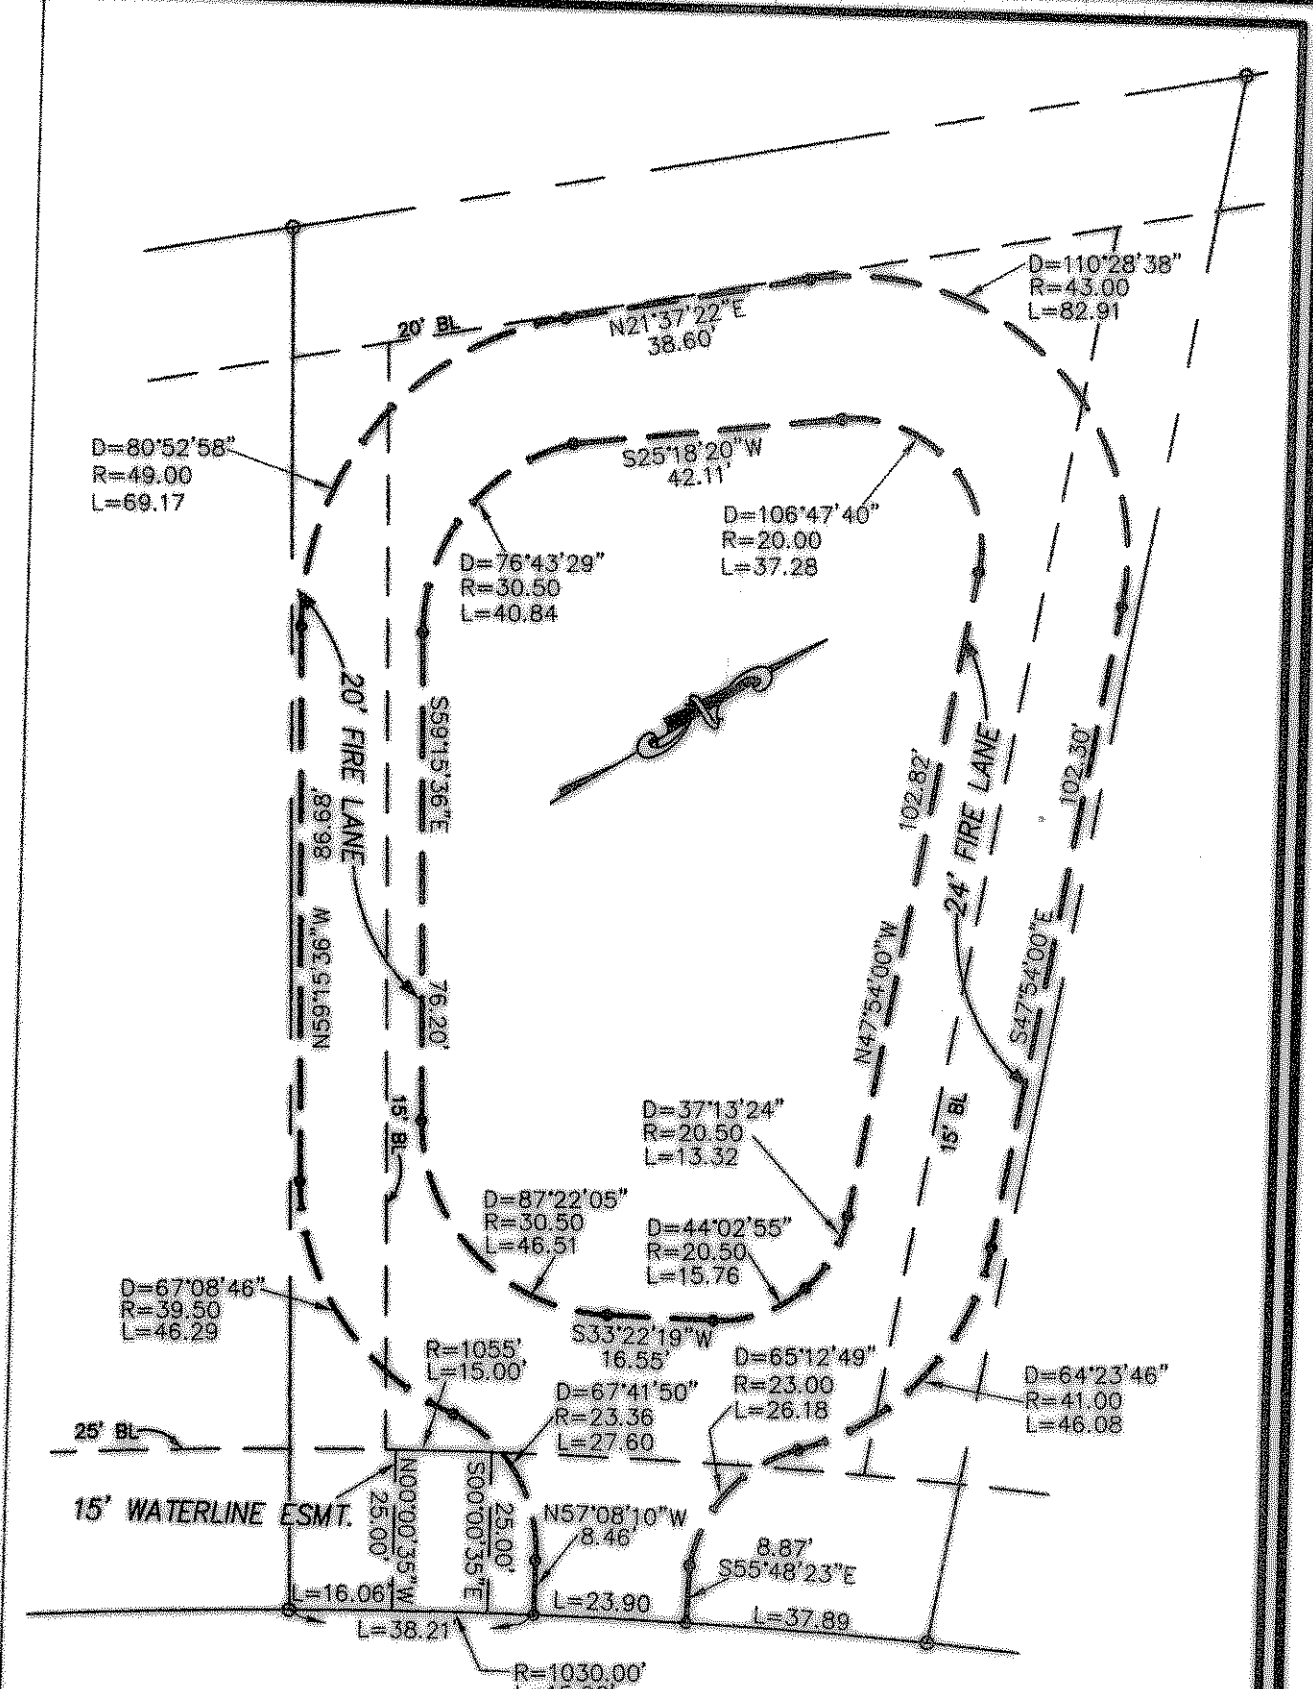 D=110°28'38"
R=43.00
L=82.91
20' BL
N21°37'22"E
38.60'
D=80°52'58"
R=49.00
L=69.17
S25°18'20"W
42.11'
D=106°47'40"
R=20.00
L=37.28
D=76°43'29"
R=30.50
L=40.84
20' FIRE LANE
S59°15'36"E
76.20'
86.68'
N59°15'36"W
102.82'
N47°54'00"W
24' FIRE LANE
102.30'
S47°54'00"E
15' BL
15' BL
D=37°13'24"
R=20.50
L=13.32
D=87°22'05"
R=30.50
L=46.51
D=44°02'55"
R=20.50
L=15.76
D=67°08'46"
R=39.50
L=46.29
S33°22'19"W
16.55'
R=1055'
L=15.00'
D=65°12'49"
R=23.00
L=26.18
D=67°41'50"
R=23.36
L=27.60
D=64°23'46"
R=41.00
L=46.08
25' BL
15' WATERLINE ESMT.
N00°00'35"W
25.00'
S00°00'35"E
25.00'
N57°08'10"W
8.46'
8.87'
S55°48'23"E
L=16.06'
L=23.90
L=37.89
L=38.21
R=1030.00'